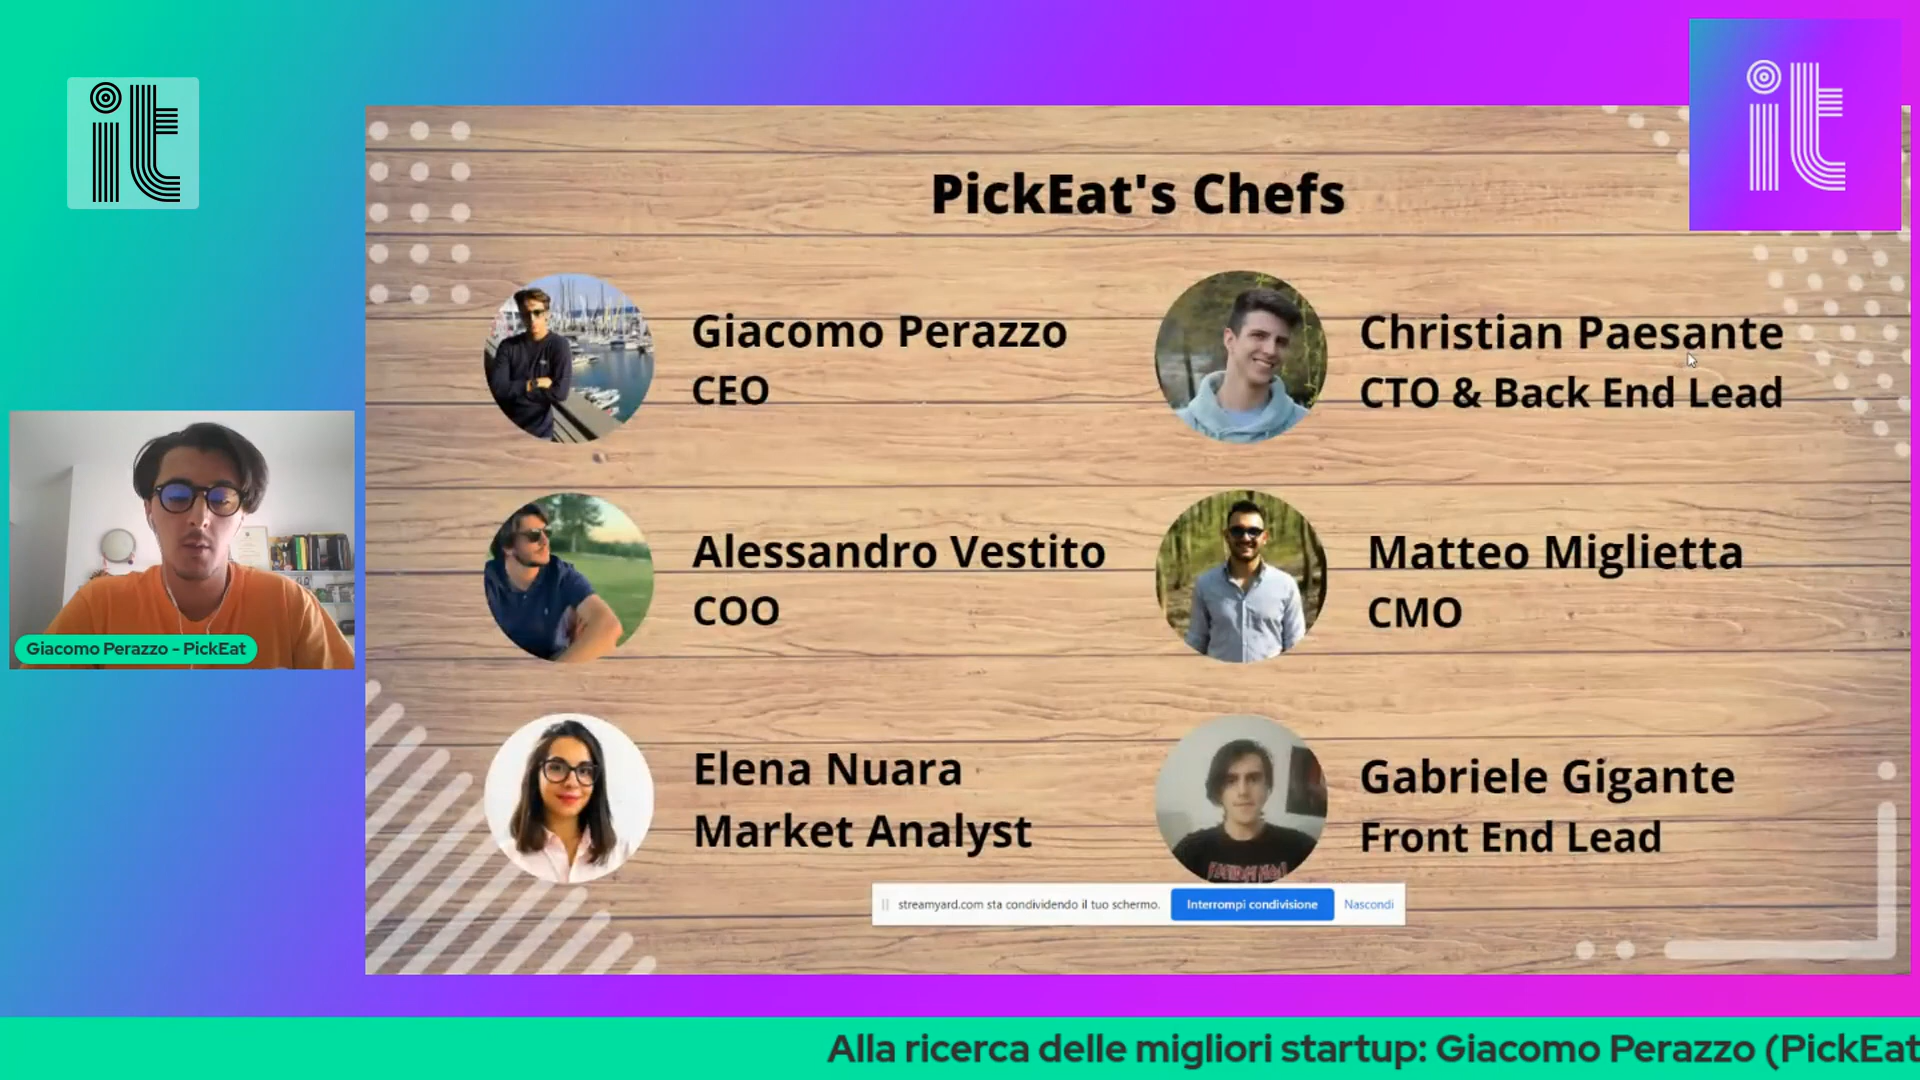 it
it
PickEat's Chefs
Giacomo Perazzo
CEO
Christian Paesante
CTO & Back End Lead
Alessandro Vestito
COO
Matteo Miglietta
CMO
Elena Nuara
Market Analyst
Gabriele Gigante
Front End Lead
Giacomo Perazzo - PickEat
streamyard.com sta condividendo il tuo schermo.
Interrompi condivisione
Nascondi
Alla ricerca delle migliori startup: Giacomo Perazzo (PickEat